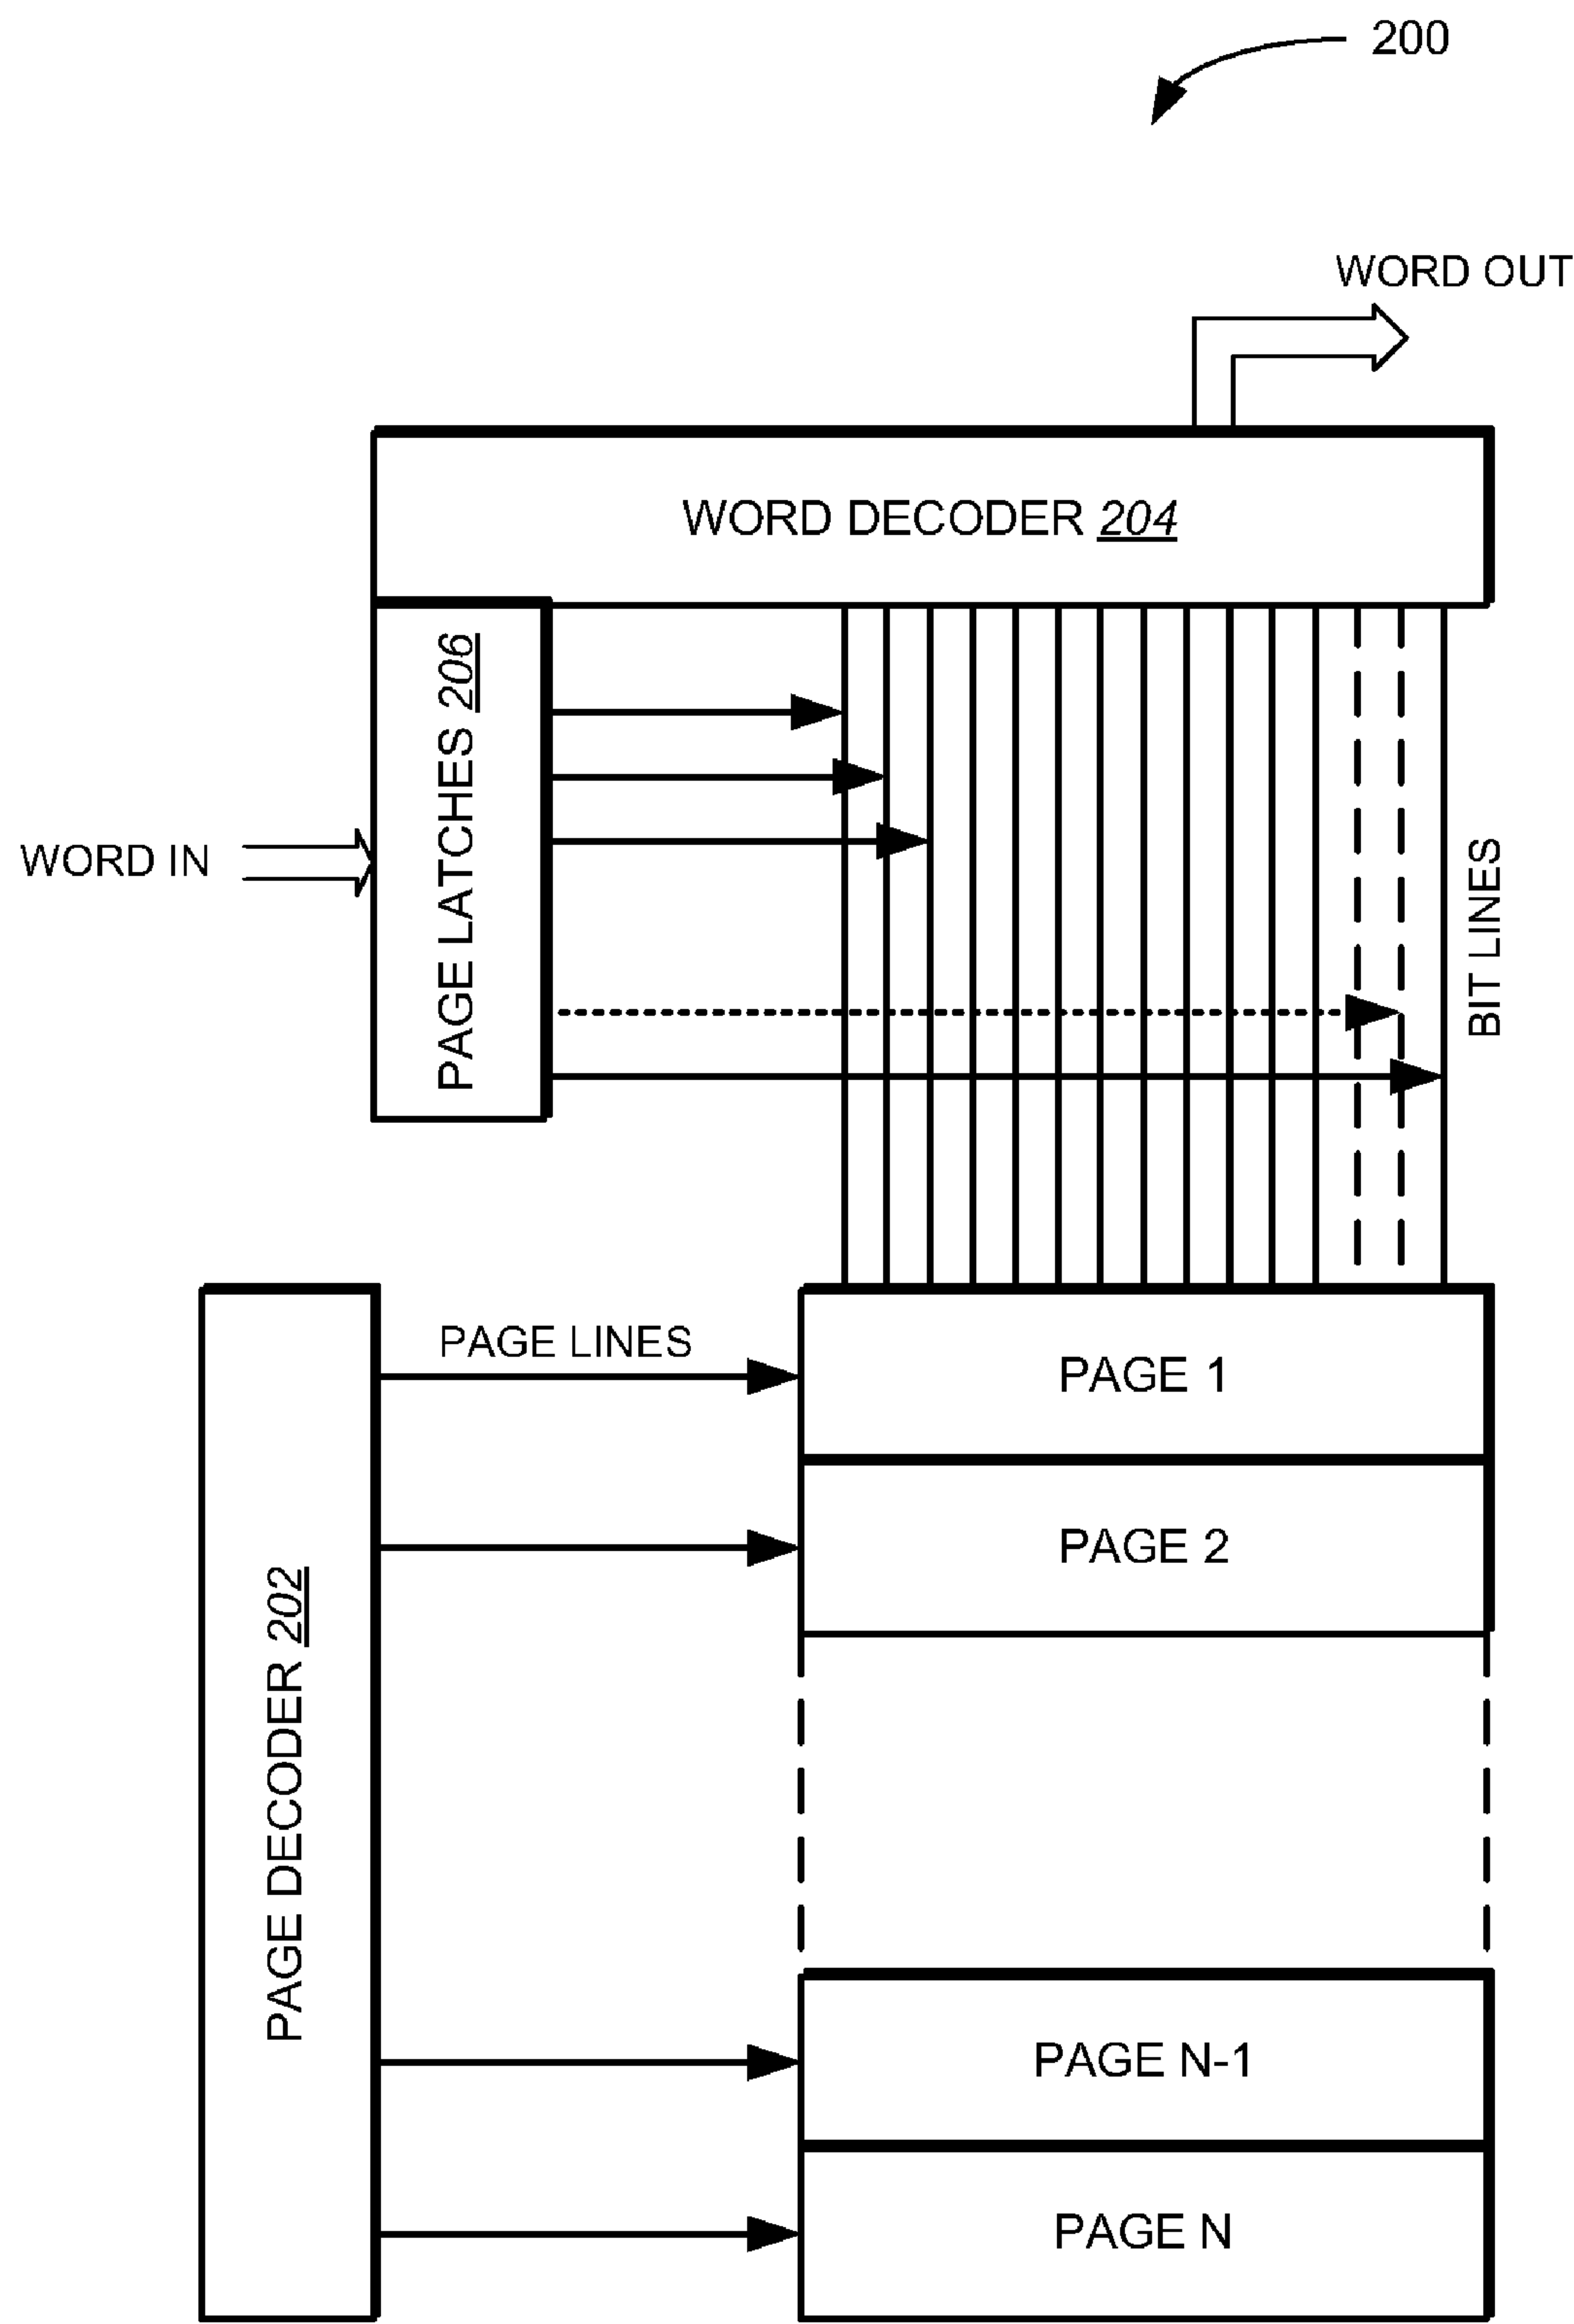 200
WORD OUT
WORD DECODER 204
PAGE LATCHES 206
WORD IN
BIT LINES
PAGE LINES
PAGE 1
PAGE 2
PAGE DECODER 202
PAGE N-1
PAGE N